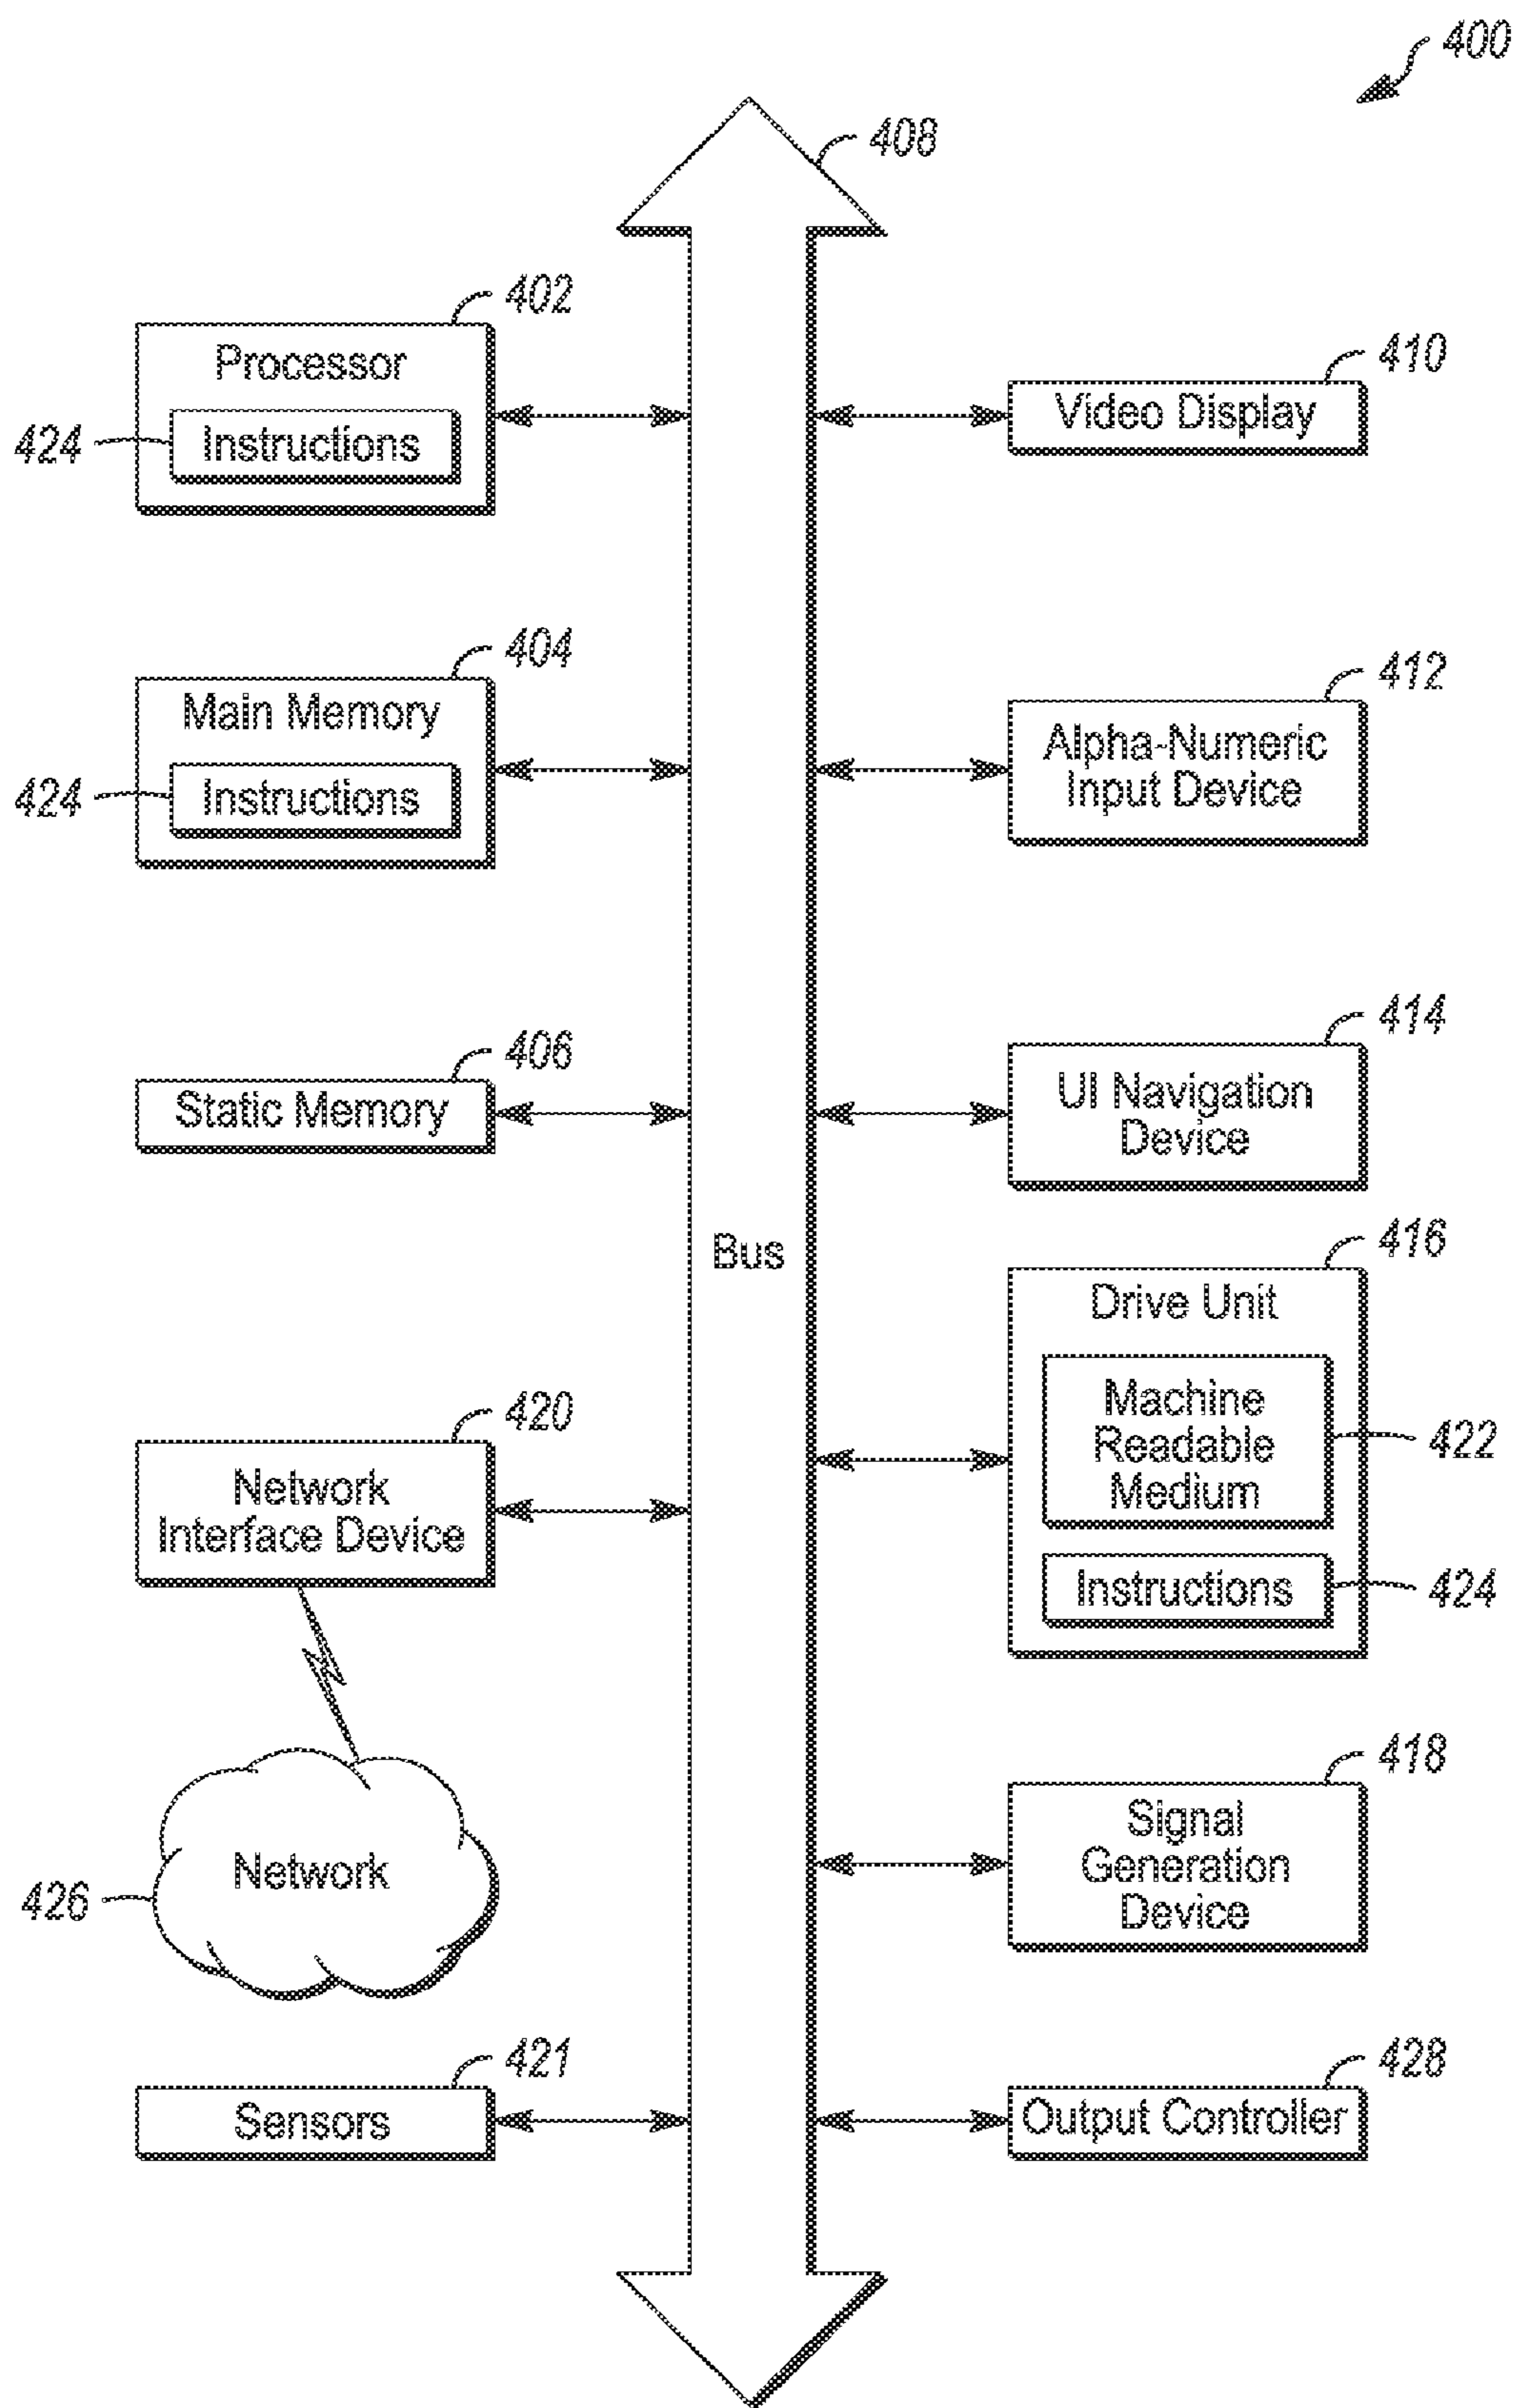 400
408
402
Processor
424
Instructions
410
Video Display
404
Main Memory
424
Instructions
412
Alpha-Numeric
Input Device
406
Static Memory
414
UI Navigation
Device
Bus
416
Drive Unit
Machine
Readable
Medium
422
Instructions
424
420
Network
Interface Device
426
Network
418
Signal
Generation
Device
421
Sensors
428
Output Controller